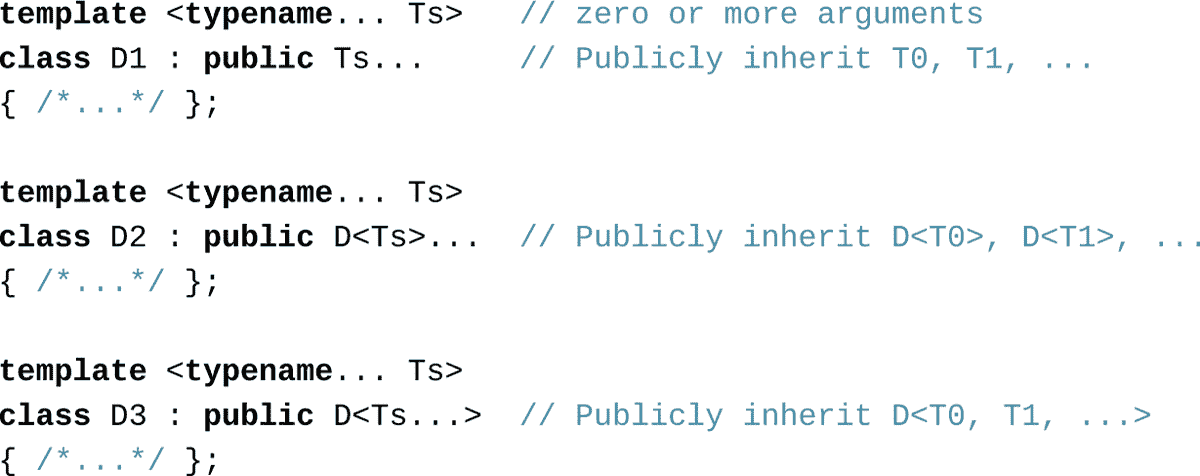 template <typename... Ts>   // zero or more arguments
class D1 : public Ts...     // Publicly inherit T0, T1, ...
{ /*...*/ };
template <typename... Ts>
class D2 : public D<Ts>...  // Publicly inherit D<T0>, D<T1>, ...
{ /*...*/ };
template <typename... Ts>
class D3 : public D<Ts...>  // Publicly inherit D<T0, T1, ...>
{ /*...*/ };